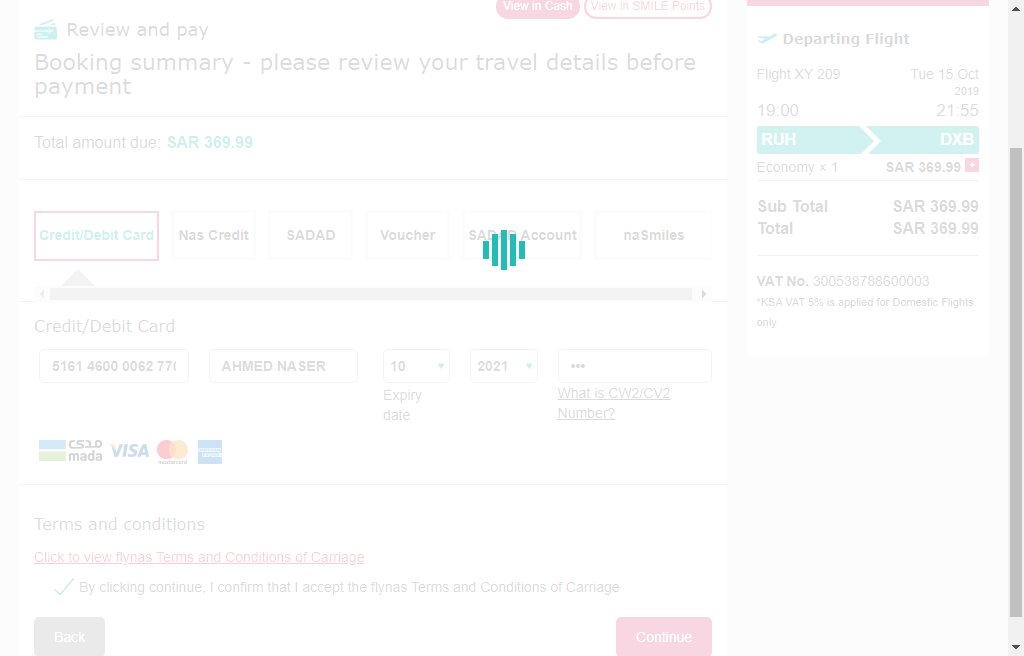 View in Cash
View in SMILE Points
Review and pay
Booking summary - please review your travel details before
payment
Total amount due: SAR 369.99
Credit/Debit Card
Nas Credit
SADAD
Voucher
SADAD Account
naSmiles
Credit/Debit Card
5161 4600 0062 770
AHMED NASER
10
2021
•••
Expiry
date
What is CW2/CV2
Number?
مدى
mada
VISA
mastercard
Terms and conditions
Click to view flynas Terms and Conditions of Carriage
By clicking continue, I confirm that I accept the flynas Terms and Conditions of Carriage
Back
Continue
Departing Flight
Flight XY 209
Tue 15 Oct
2019
19:00
21:55
RUH
DXB
Economy × 1
SAR 369.99 +
Sub Total
SAR 369.99
Total
SAR 369.99
VAT No. 300538788600003
*KSA VAT 5% is applied for Domestic Flights
only